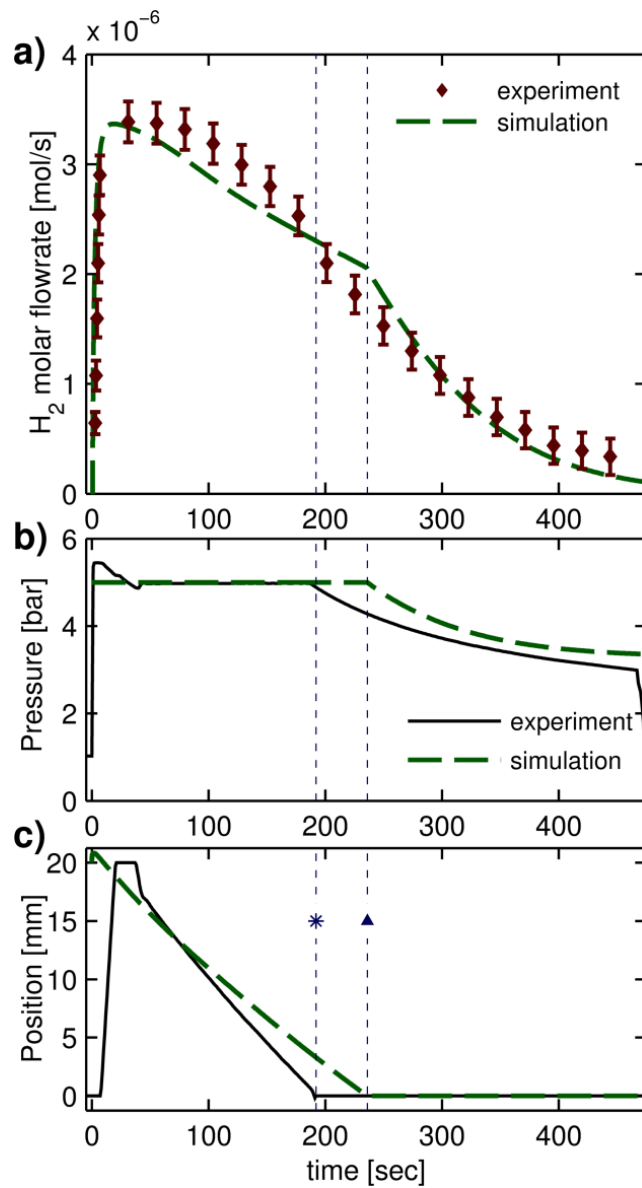 × 10⁻⁶
a)
H₂ molar flowrate [mol/s]
4
3
2
1
0
experiment
simulation
0 100 200 300 400
b)
Pressure [bar]
6
4
2
0
experiment
simulation
0 100 200 300 400
c)
Position [mm]
20
15
10
5
0
0 100 200 300 400
time [sec]